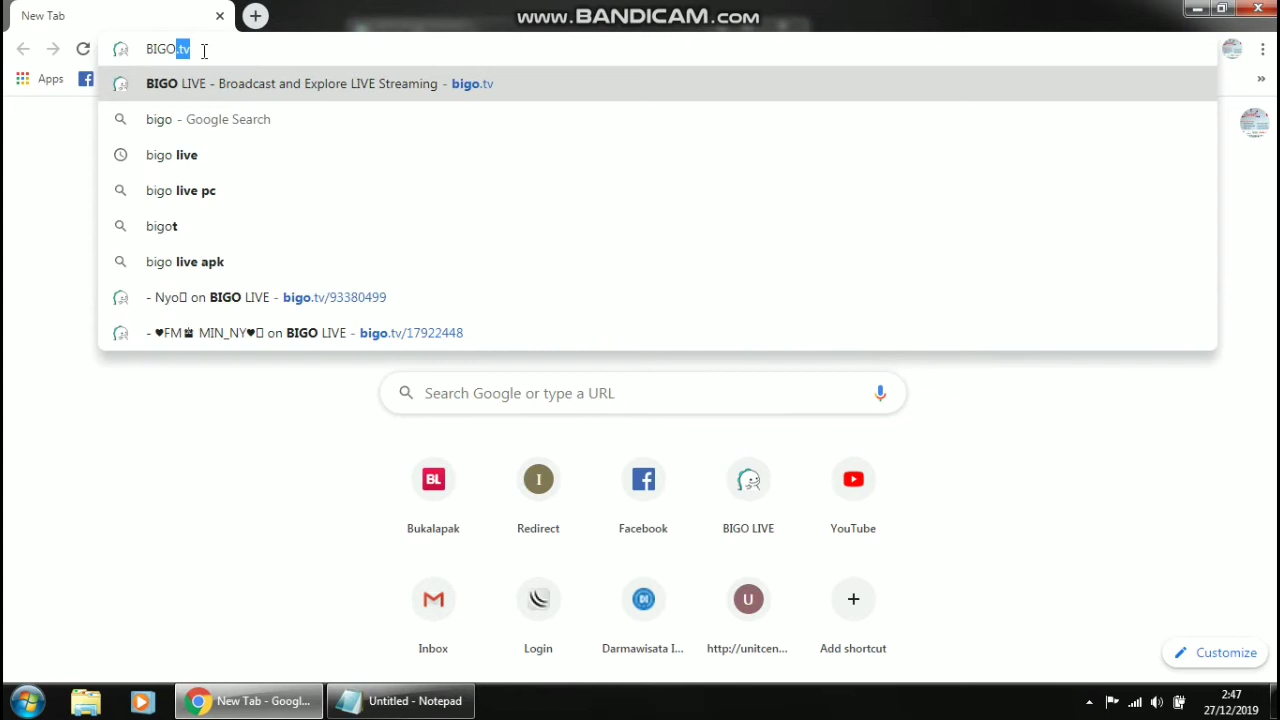 New Tab
www.BANDICAM.com
BIGO.tv
Apps
BIGO LIVE - Broadcast and Explore LIVE Streaming - bigo.tv
bigo - Google Search
bigo live
bigo live pc
bigot
bigo live apk
- Nyo▯ on BIGO LIVE - bigo.tv/93380499
- ♥FM MIN_NY♥▯ on BIGO LIVE - bigo.tv/17922448
Search Google or type a URL
BL
I
Bukalapak
Redirect
Facebook
BIGO LIVE
YouTube
DI
U
Inbox
Login
Darmawisata I...
http://unitcen...
Add shortcut
Customize
New Tab - Googl...
Untitled - Notepad
2:47
27/12/2019